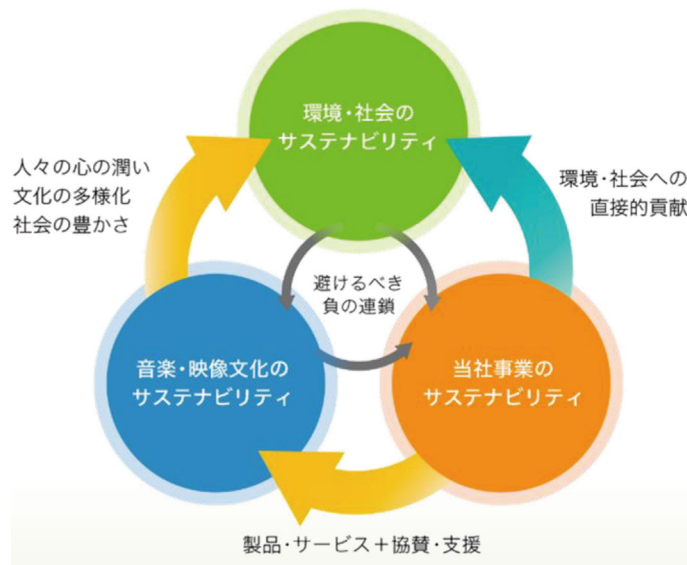 環境・社会の
サステナビリティ
人々の心の潤い
文化の多様化
社会の豊かさ
環境・社会への
直接的貢献
避けるべき
負の連鎖
音楽・映像文化の
サステナビリティ
当社事業の
サステナビリティ
製品・サービス＋協賛・支援